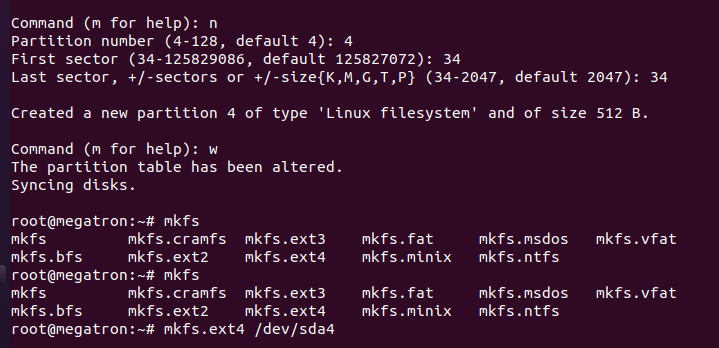 Command (m for help): n
Partition number (4-128, default 4): 4
First sector (34-125829086, default 125827072): 34
Last sector, +/-sectors or +/-size{K,M,G,T,P} (34-2047, default 2047): 34
Created a new partition 4 of type 'Linux filesystem' and of size 512 B.
Command (m for help): w
The partition table has been altered.
Syncing disks.
root@megatron:~# mkfs
mkfs mkfs.cramfs mkfs.ext3 mkfs.fat mkfs.msdos mkfs.vfat
mkfs.bfs mkfs.ext2 mkfs.ext4 mkfs.minix mkfs.ntfs
root@megatron:~# mkfs
mkfs mkfs.cramfs mkfs.ext3 mkfs.fat mkfs.msdos mkfs.vfat
mkfs.bfs mkfs.ext2 mkfs.ext4 mkfs.minix mkfs.ntfs
root@megatron:~# mkfs.ext4 /dev/sda4